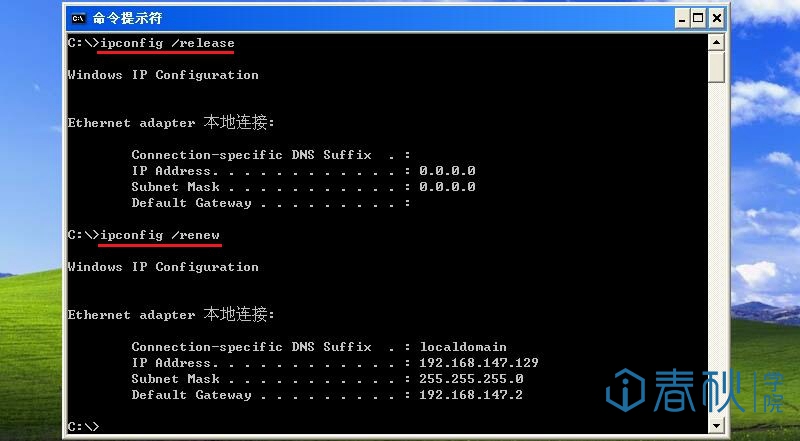 命令提示符
C:\>ipconfig /release
Windows IP Configuration
Ethernet adapter 本地连接:
Connection-specific DNS Suffix  . :
IP Address. . . . . . . . . . . . : 0.0.0.0
Subnet Mask . . . . . . . . . . . : 0.0.0.0
Default Gateway . . . . . . . . . :
C:\>ipconfig /renew
Windows IP Configuration
Ethernet adapter 本地连接:
Connection-specific DNS Suffix  . : localdomain
IP Address. . . . . . . . . . . . : 192.168.147.129
Subnet Mask . . . . . . . . . . . : 255.255.255.0
Default Gateway . . . . . . . . . : 192.168.147.2
C:\>
春秋学院